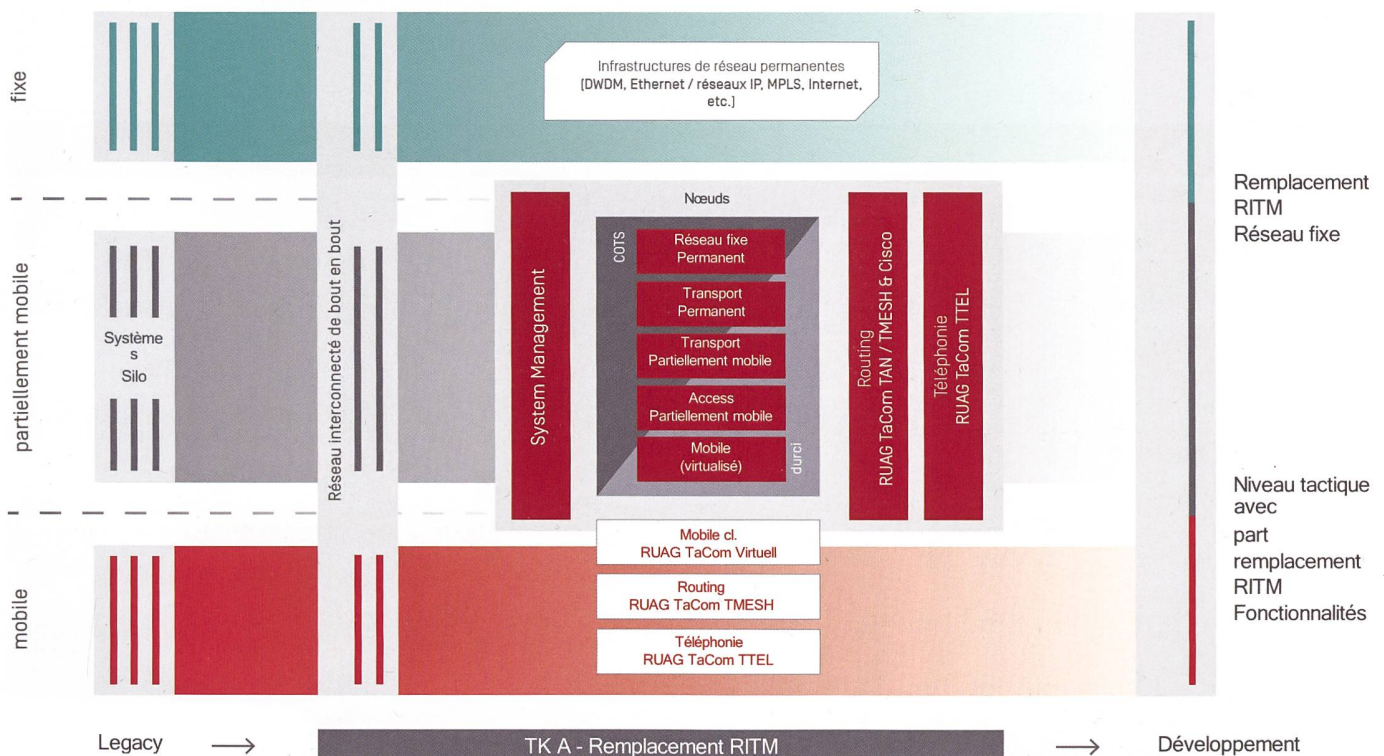 fixe
Infrastructures de réseau permanentes
(DWDM, Ethernet / réseaux IP, MPLS, Internet,
etc.)
partiellement mobile
Système
s
Silo
Réseau interconnecté de bout en bout
System Management
Nœuds
COTS
Réseau fixe
Permanent
Transport
Permanent
Transport
Partiellement mobile
Access
Partiellement mobile
Mobile
(virtualisé)
durci
Routing
RUAG TaCom TAN / TMESH & Cisco
Téléphonie
RUAG TaCom TTEL
Remplacement
RITM
Réseau fixe
mobile
Mobile cl.
RUAG TaCom Virtuell
Routing
RUAG TaCom TMESH
Téléphonie
RUAG TaCom TTEL
Niveau tactique
avec
part
remplacement
RITM
Fonctionnalités
Legacy
TK A - Remplacement RITM
Développement